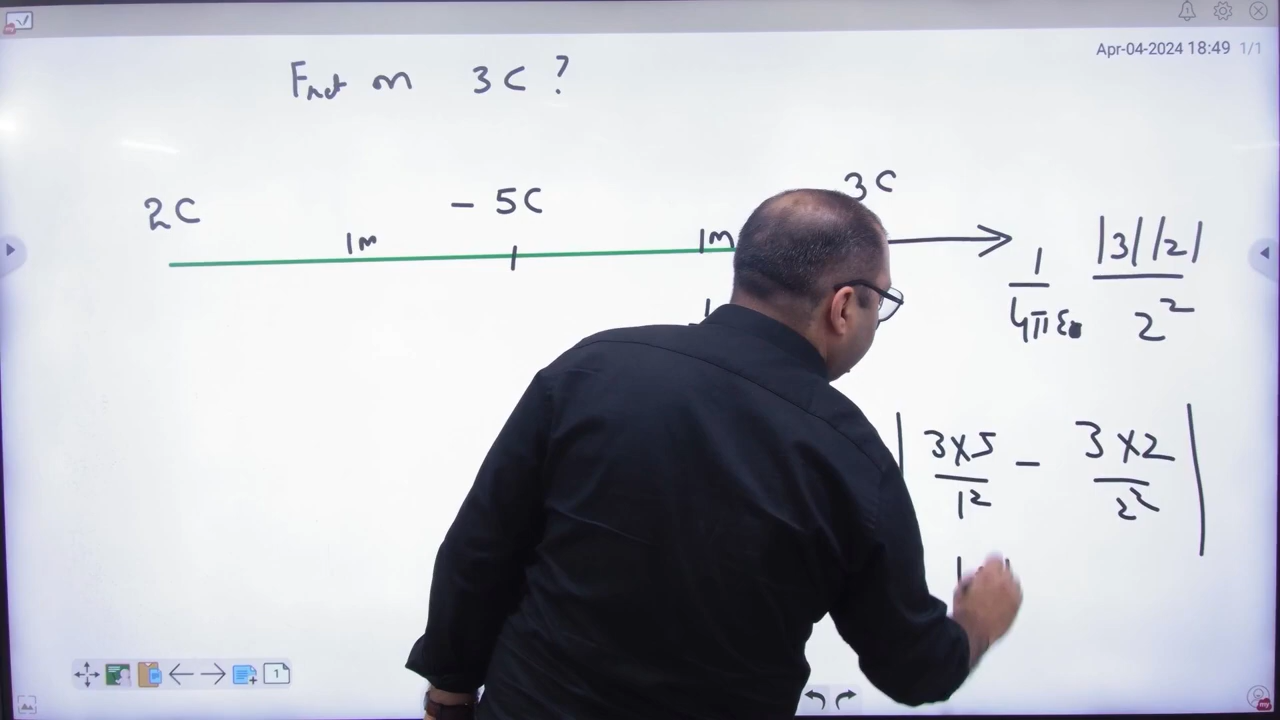 Apr-04-2024 18:49 1/1
Fnet on 3C ?
2C - 5C 3C
1m 1m
1/4πε₀ |3||2|/2²
| 3×5/1² - 3×2/2² |
1